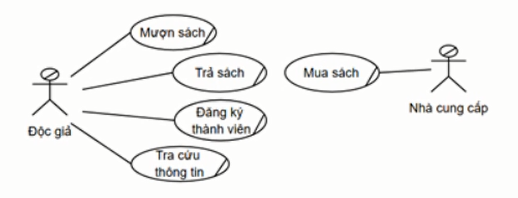 Mượn sách
Trả sách
Mua sách
Đăng ký
thành viên
Tra cứu
thông tin
Độc giả
Nhà cung cấp